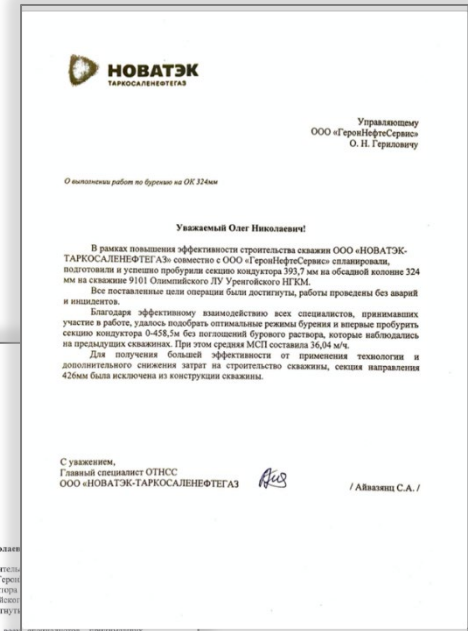 НОВАТЭК
ТАРКОСАЛЕНЕФТЕГАЗ
Управляющему
ООО «ГеронНефтеСервис»
О. Н. Гериловичу
О выполнении работ по бурению на ОК 324мм
Уважаемый Олег Николаевич!
В рамках повышения эффективности строительства скважин ООО «НОВАТЭК-
ТАРКОСАЛЕНЕФТЕГАЗ» совместно с ООО «ГеронНефтеСервис» спланировали,
подготовили и успешно пробурили секцию кондуктора 393,7 мм на обсадной колонне 324
мм на скважине 9101 Олимпийского ЛУ Уренгойского НГКМ.
Все поставленные цели операции были достигнуты, работы проведены без аварий
и инцидентов.
Благодаря эффективному взаимодействию всех специалистов, принимавших
участие в работе, удалось подобрать оптимальные режимы бурения и впервые пробурить
секцию кондуктора 0-458,5м без поглощений бурового раствора, которые наблюдались
на предыдущих скважинах. При этом средняя МСП составила 36,04 м/ч.
Для получения большей эффективности от применения технологии и
дополнительного снижения затрат на строительство скважины, секция направления
426мм была исключена из конструкции скважины.
С уважением,
Главный специалист ОТНСС
ООО «НОВАТЭК-ТАРКОСАЛЕНЕФТЕГАЗ
/ Айвазянц С.А. /